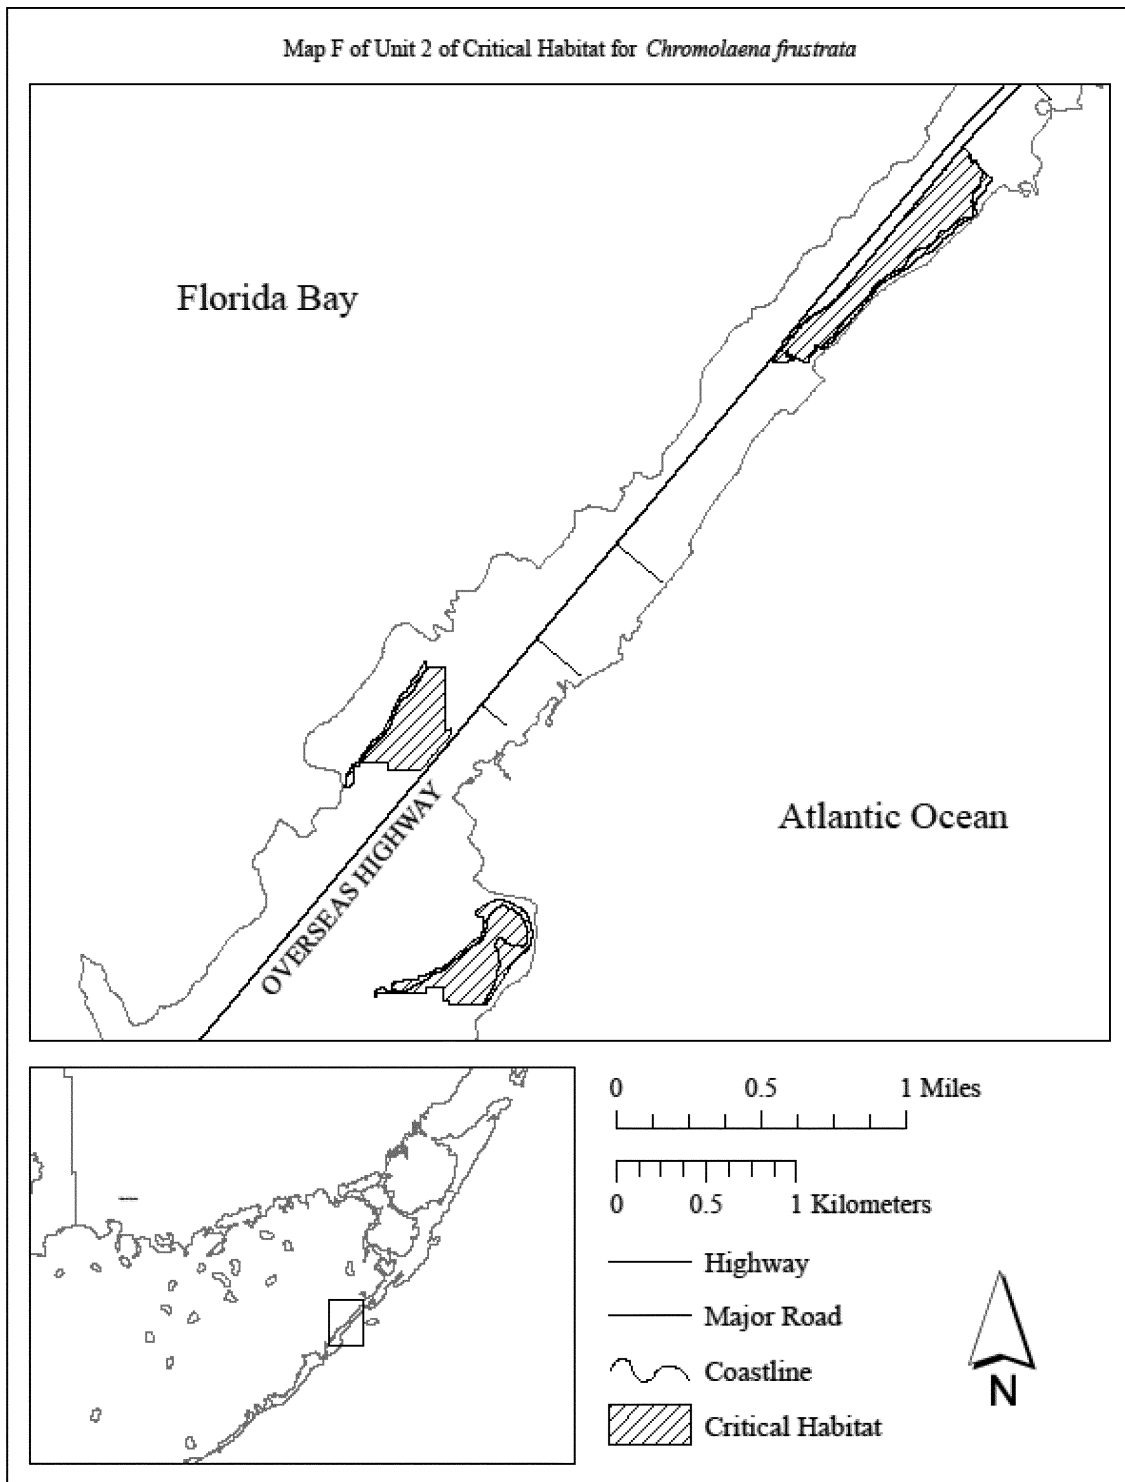 Map F of Unit 2 of Critical Habitat for Chromolaena frustrata
Florida Bay
Atlantic Ocean
OVERSEAS HIGHWAY
0 0.5 1 Miles
0 0.5 1 Kilometers
Highway
Major Road
Coastline
Critical Habitat
N